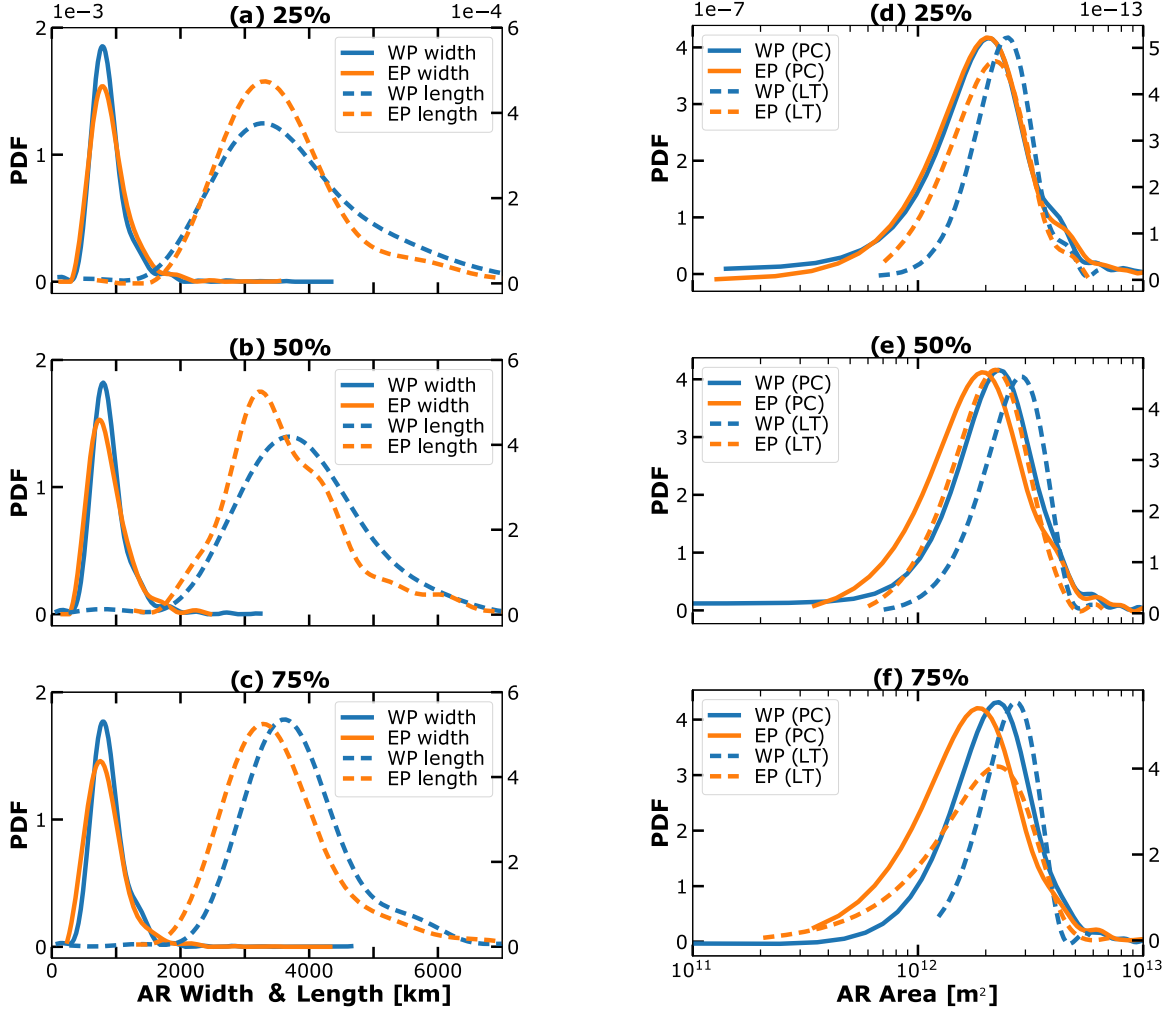 1e−3 (a) 25% 1e−4
2 6
WP width
EP width
WP length
EP length
4
1
2
0 0
PDF
(b) 50%
2 6
WP width
EP width
WP length
EP length
4
1
2
0 0
PDF
(c) 75%
2 6
WP width
EP width
WP length
EP length
4
1
2
0 0
PDF
0 2000 4000 6000
AR Width & Length [km]
1e−7 (d) 25% 1e−13
WP (PC)
EP (PC)
WP (LT)
EP (LT)
4 5
3 4
3
2
2
1
1
0 0
PDF
(e) 50%
WP (PC)
EP (PC)
WP (LT)
EP (LT)
4
4
3
3
2
2
1
1
0 0
PDF
(f) 75%
WP (PC)
EP (PC)
WP (LT)
EP (LT)
4
4
3
2
2
1
0 0
PDF
10¹¹ 10¹² 10¹³
AR Area [m²]